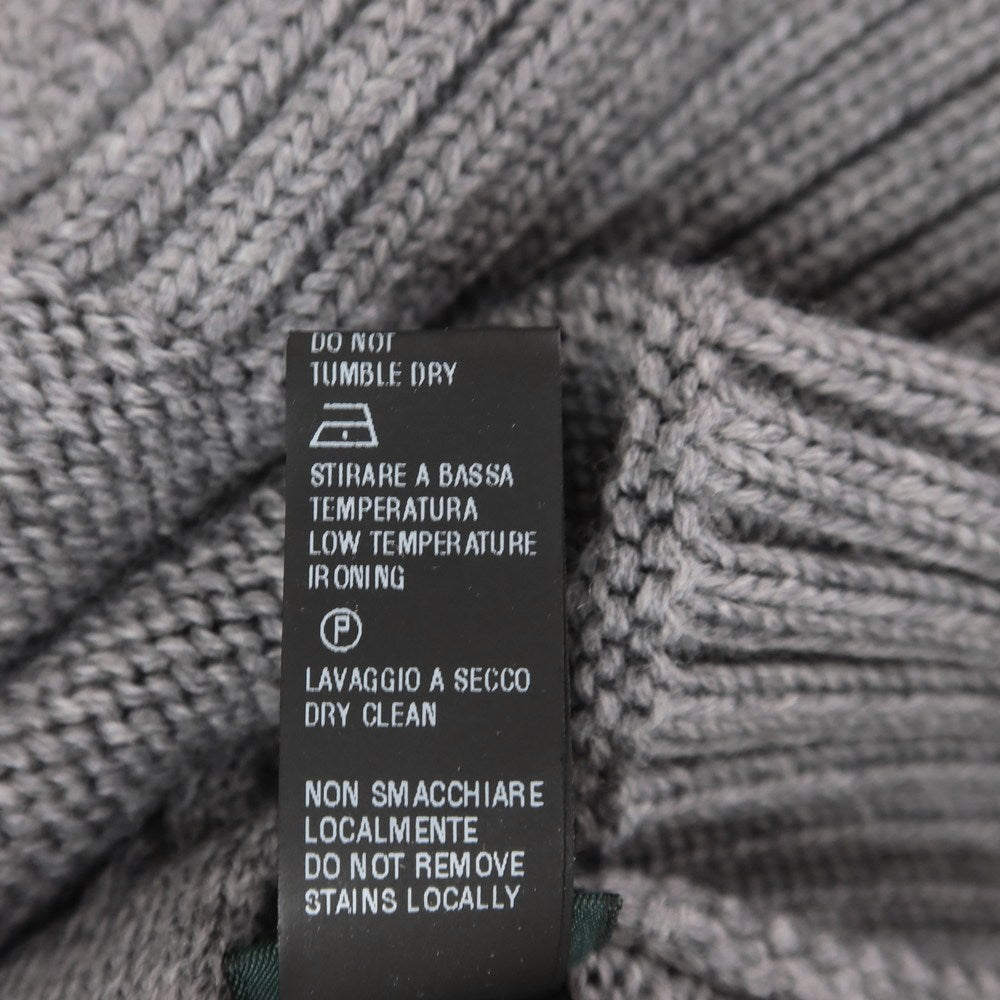 DO NOT
TUMBLE DRY
STIRARE A BASSA
TEMPERATURA
LOW TEMPERATURE
IRONING
P
LAVAGGIO A SECCO
DRY CLEAN
NON SMACCHIARE
LOCALMENTE
DO NOT REMOVE
STAINS LOCALLY